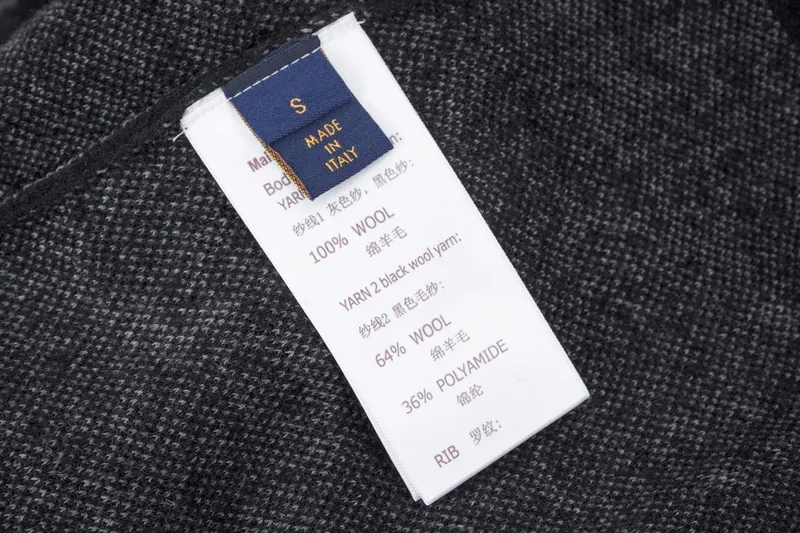 S
MADE
IN
ITALY
纱线1 灰色纱, 黑色纱:
100% WOOL
绵羊毛
YARN 2 black wool yarn:
纱线2 黑色毛纱:
64% WOOL
绵羊毛
36% POLYAMIDE
锦纶
RIB 罗纹: